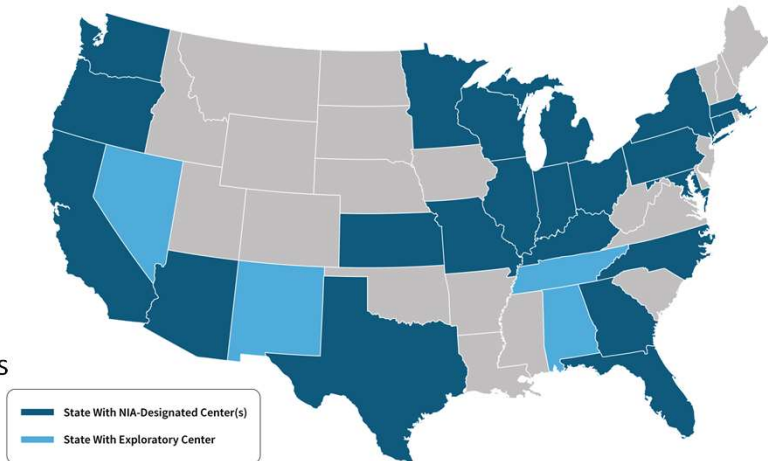 S
State With NIA-Designated Center(s)
State With Exploratory Center